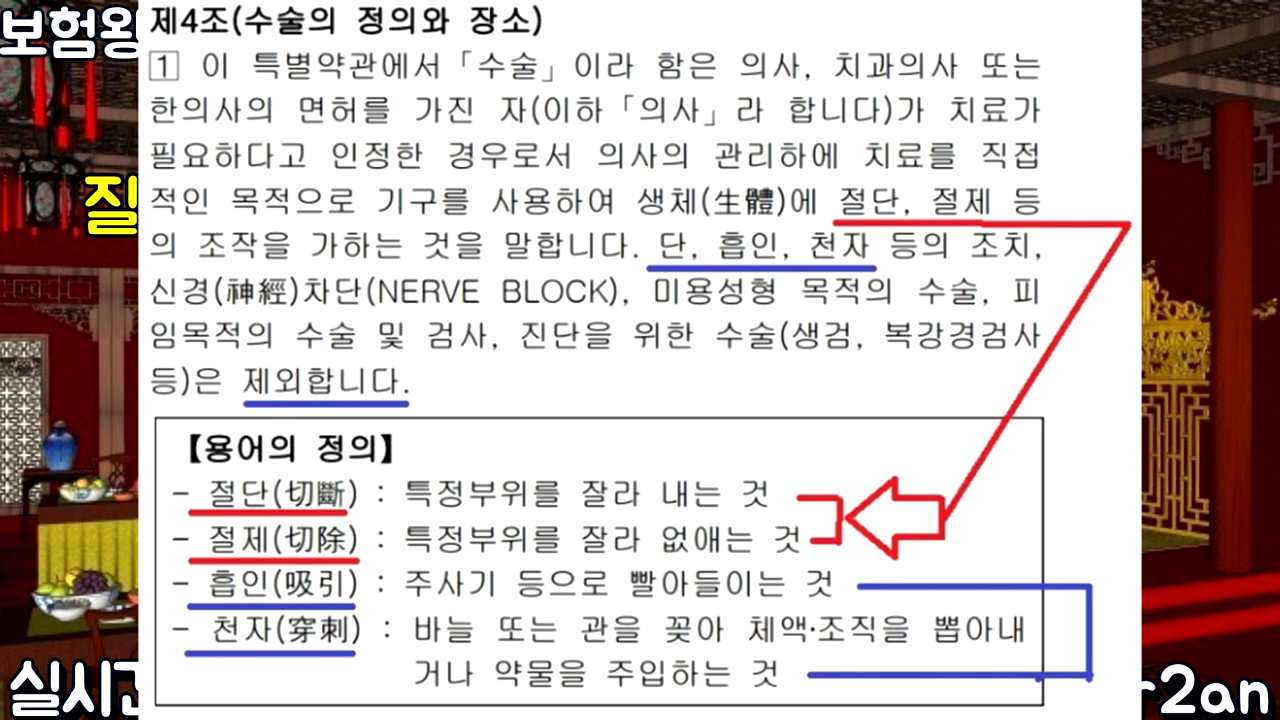 보험왕
제4조(수술의 정의와 장소)
1 이 특별약관에서「수술」이라 함은 의사, 치과의사 또는
한의사의 면허를 가진 자(이하「의사」라 합니다)가 치료가
필요하다고 인정한 경우로서 의사의 관리하에 치료를 직접
질
적인 목적으로 기구를 사용하여 생체(生體)에 절단, 절제 등
의 조작을 가하는 것을 말합니다. 단, 흡인, 천자 등의 조치,
신경(神經)차단(NERVE BLOCK), 미용성형 목적의 수술, 피
임목적의 수술 및 검사, 진단을 위한 수술(생검, 복강경검사
등)은 제외합니다.
【용어의 정의】
- 절단(切斷) : 특정부위를 잘라 내는 것
- 절제(切除) : 특정부위를 잘라 없애는 것
- 흡인(吸引) : 주사기 등으로 빨아들이는 것
- 천자(穿刺) : 바늘 또는 관을 꽂아 체액·조직을 뽑아내
거나 약물을 주입하는 것
실시간
r2an